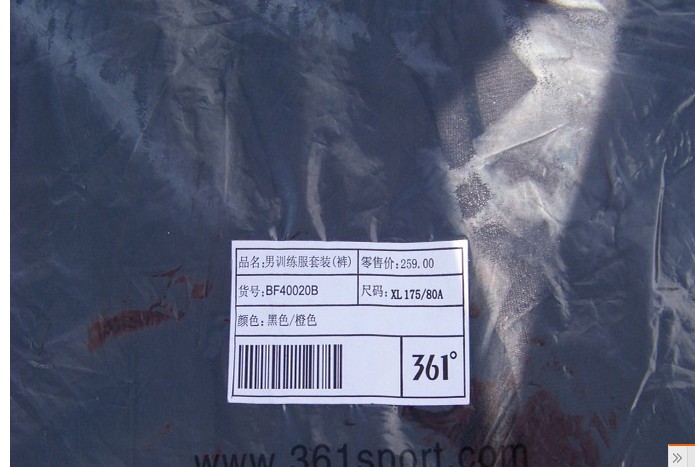 品名:男训练服套装(裤) 零售价:259.00
货号:BF40020B 尺码:XL 175/80A
颜色:黑色/橙色
361°
www.361sport.com